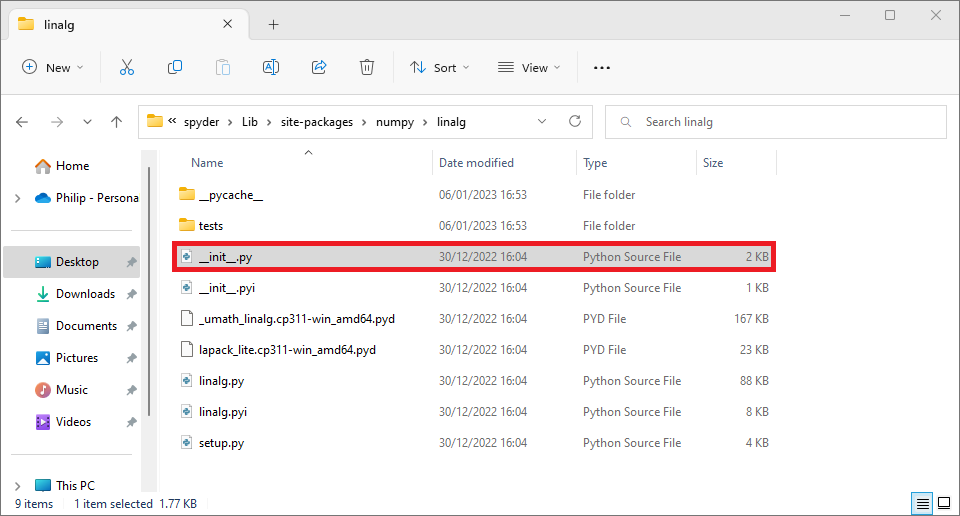 linalg
New Sort View
« spyder > Lib > site-packages > numpy > linalg Search linalg
Home
Philip - Persona
Desktop
Downloads
Documents
Pictures
Music
Videos
This PC
Name Date modified Type Size
__pycache__ 06/01/2023 16:53 File folder
tests 06/01/2023 16:53 File folder
__init__.py 30/12/2022 16:04 Python Source File 2 KB
__init__.pyi 30/12/2022 16:04 Python Source File 1 KB
_umath_linalg.cp311-win_amd64.pyd 30/12/2022 16:04 PYD File 167 KB
lapack_lite.cp311-win_amd64.pyd 30/12/2022 16:04 PYD File 23 KB
linalg.py 30/12/2022 16:04 Python Source File 88 KB
linalg.pyi 30/12/2022 16:04 Python Source File 8 KB
setup.py 30/12/2022 16:04 Python Source File 4 KB
9 items 1 item selected 1.77 KB